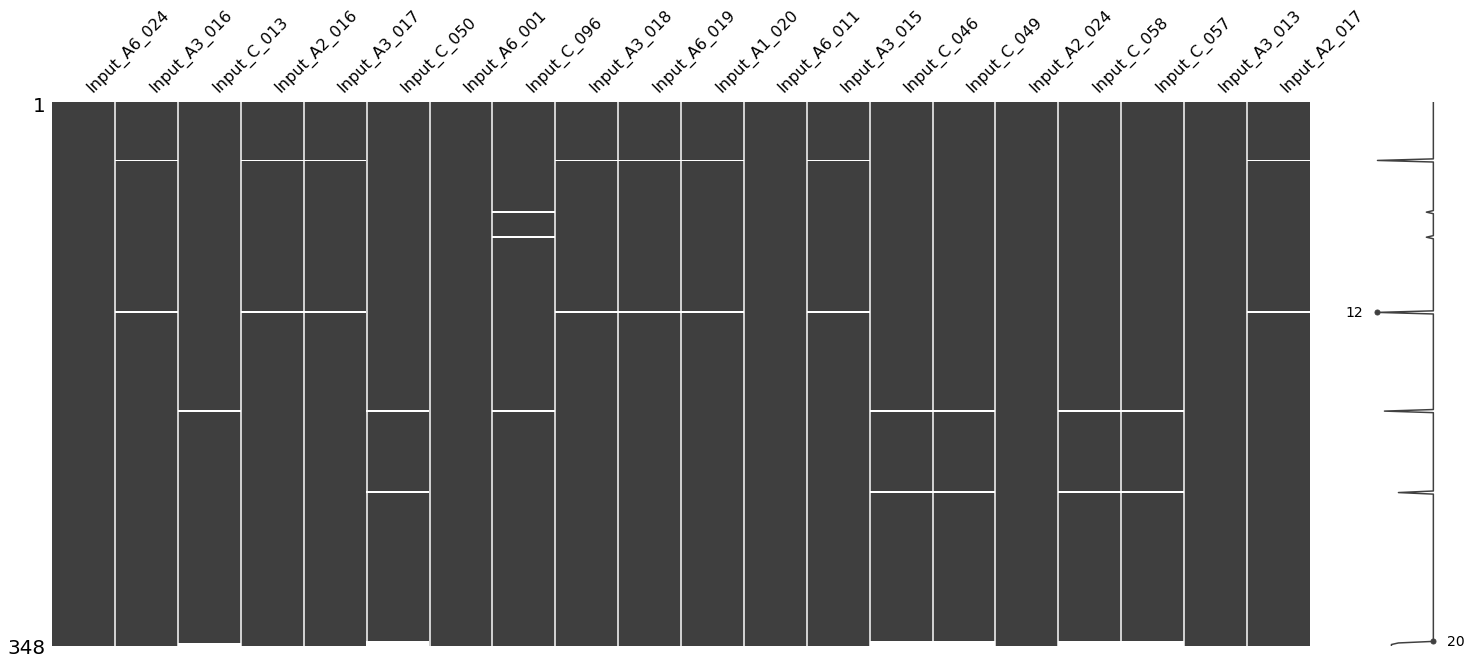 Input_A6_024
Input_A3_016
Input_C_013
Input_A2_016
Input_A3_017
Input_C_050
Input_A6_001
Input_C_096
Input_A3_018
Input_A6_019
Input_A1_020
Input_A6_011
Input_A3_015
Input_C_046
Input_C_049
Input_A2_024
Input_C_058
Input_C_057
Input_A3_013
Input_A2_017
1
12
348
20